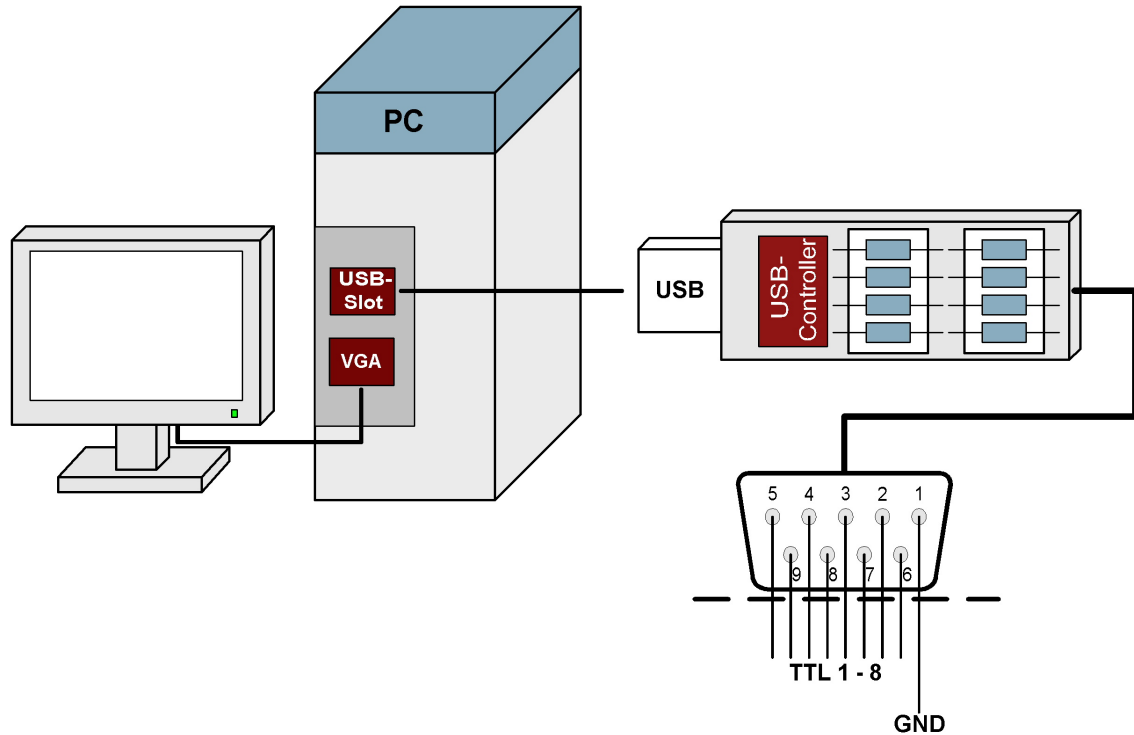 PC
USB-
Slot
VGA
USB
USB-
Controller
5 4 3 2 1
9 8 7 6
TTL 1 - 8
GND